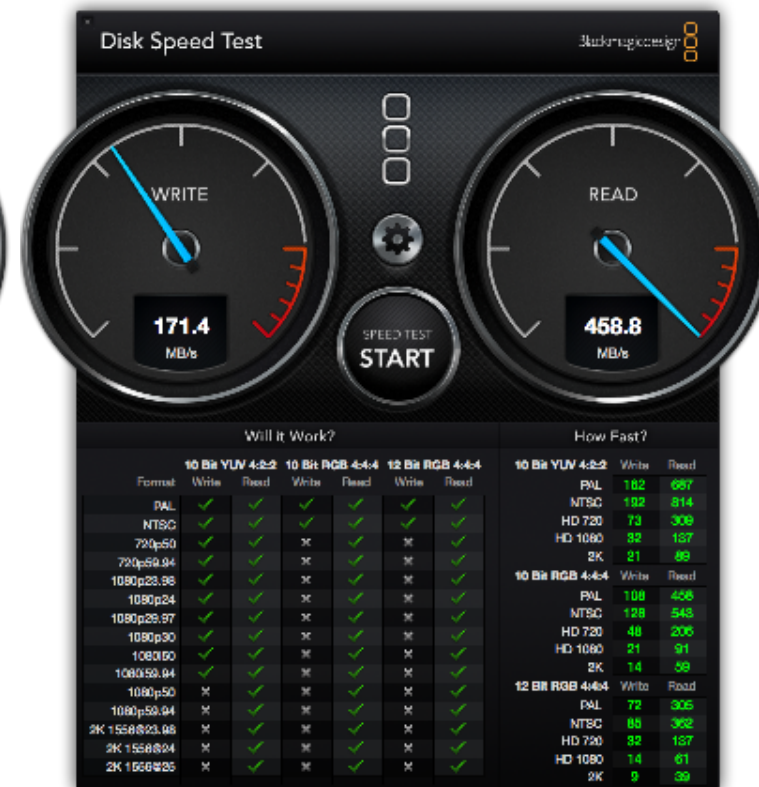 Disk Speed Test
Blackmagicdesign
WRITE
READ
171.4
MB/s
458.8
MB/s
SPEED TEST
START
Will it Work?
10 Bit YUV 4:2:2 10 Bit RGB 4:4:4 12 Bit RGB 4:4:4
Format Write Read Write Read Write Read
PAL ✓ ✓ ✓ ✓ ✓ ✓
NTSC ✓ ✓ ✓ ✓ ✓ ✓
720p50 ✓ ✓ ✗ ✓ ✗ ✓
720p59.94 ✓ ✓ ✗ ✓ ✗ ✓
1080p23.98 ✓ ✓ ✗ ✓ ✗ ✓
1080p24 ✓ ✓ ✗ ✓ ✗ ✓
1080p29.97 ✓ ✓ ✗ ✓ ✗ ✓
1080p30 ✓ ✓ ✗ ✓ ✗ ✓
1080i50 ✓ ✓ ✗ ✓ ✗ ✓
1080i59.94 ✓ ✓ ✗ ✓ ✗ ✓
1080p50 ✗ ✓ ✗ ✓ ✗ ✓
1080p59.94 ✗ ✓ ✗ ✓ ✗ ✓
2K 1556@23.98 ✗ ✓ ✗ ✓ ✗ ✓
2K 1556@24 ✗ ✓ ✗ ✓ ✗ ✓
2K 1556@25 ✗ ✓ ✗ ✓ ✗ ✓
How Fast?
10 Bit YUV 4:2:2 Write Read
PAL 182 687
NTSC 192 814
HD 720 73 309
HD 1080 32 137
2K 21 89
10 Bit RGB 4:4:4 Write Read
PAL 108 458
NTSC 128 543
HD 720 48 206
HD 1080 21 91
2K 14 59
12 Bit RGB 4:4:4 Write Read
PAL 72 305
NTSC 85 362
HD 720 32 137
HD 1080 14 61
2K 9 39